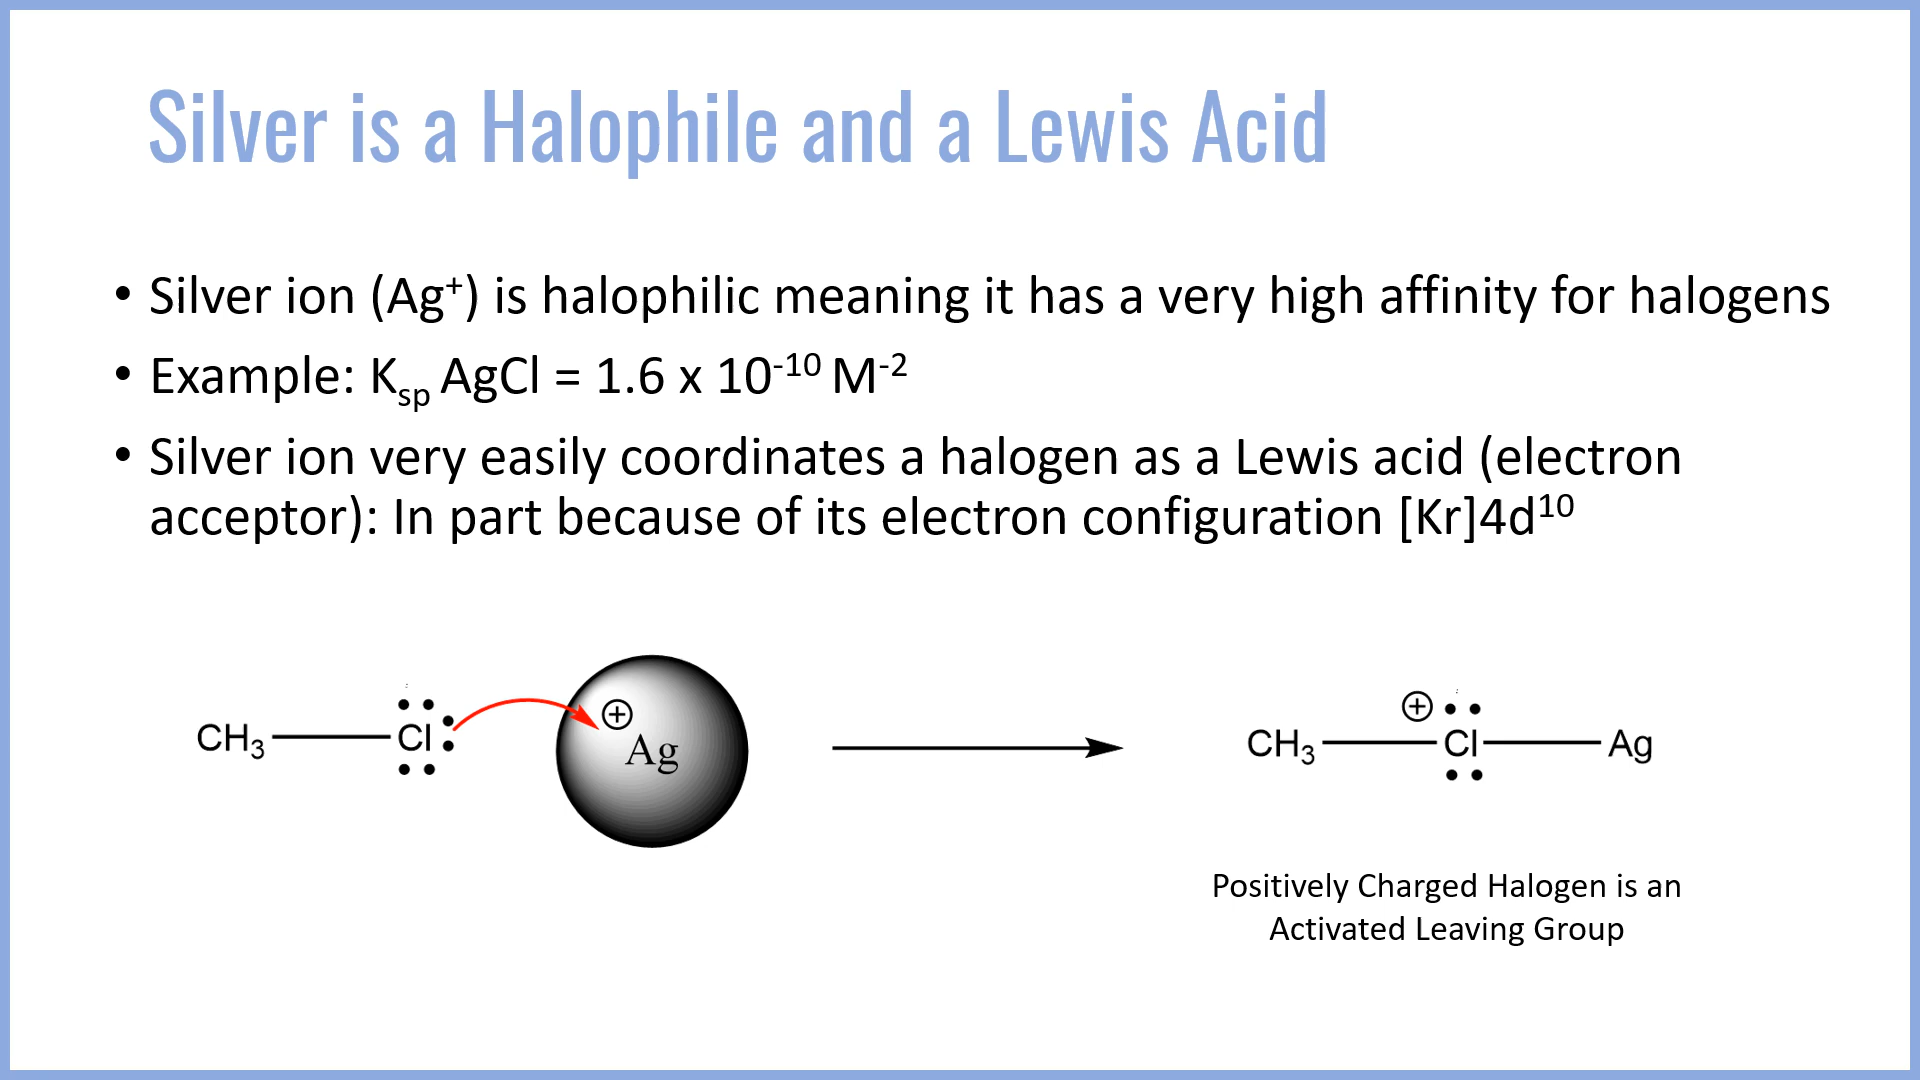 Silver is a Halophile and a Lewis Acid
• Silver ion (Ag⁺) is halophilic meaning it has a very high affinity for halogens
• Example: Kₛₚ AgCl = 1.6 x 10⁻¹⁰ M⁻²
• Silver ion very easily coordinates a halogen as a Lewis acid (electron
acceptor): In part because of its electron configuration [Kr]4d¹⁰
CH₃ Cl ⊕ Ag CH₃ ⊕ Cl Ag
Positively Charged Halogen is an
Activated Leaving Group